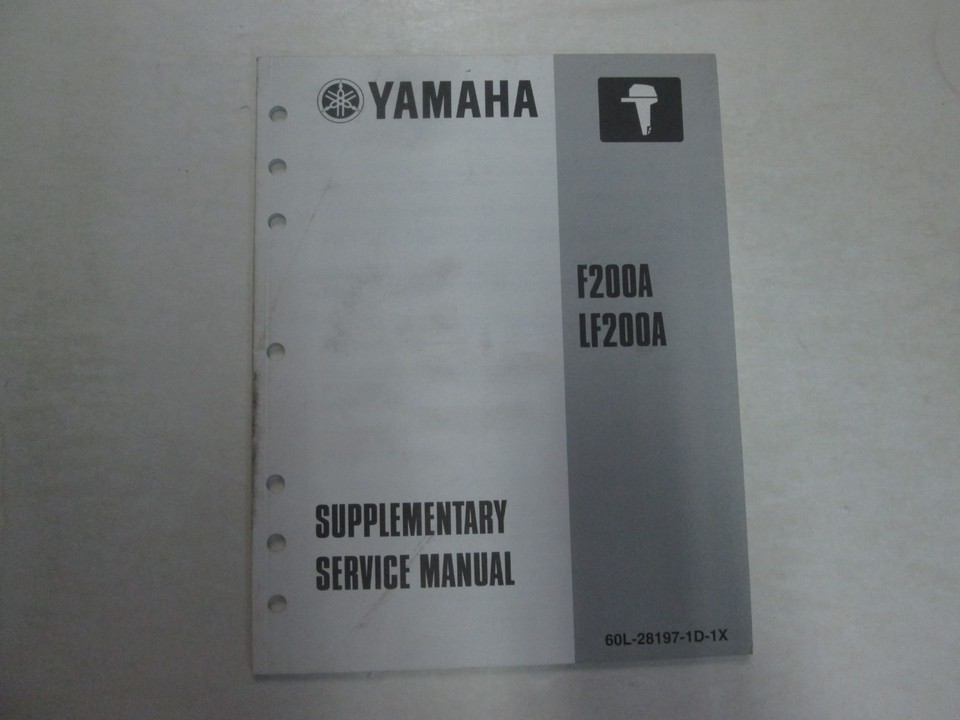 YAMAHA
F200A
LF200A
SUPPLEMENTARY
SERVICE MANUAL
60L-28197-1D-1X